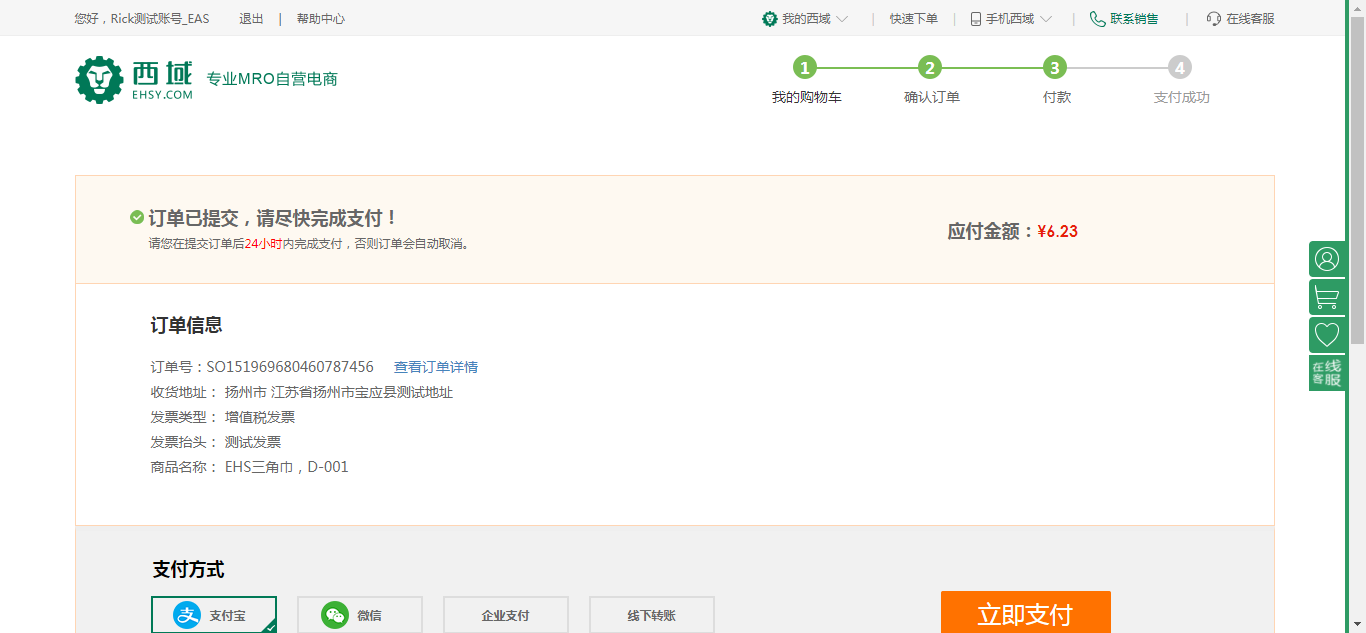 您好，Rick测试账号_EAS 退出 | 帮助中心 我的西域 | 快速下单 | 手机西域 | 联系销售 | 在线客服
西域 EHSY.COM 专业MRO自营电商
1 2 3 4
我的购物车 确认订单 付款 支付成功
订单已提交，请尽快完成支付！
请您在提交订单后24小时内完成支付，否则订单会自动取消。
应付金额：¥6.23
订单信息
订单号：SO151969680460787456 查看订单详情
收货地址： 扬州市 江苏省扬州市宝应县测试地址
发票类型： 增值税发票
发票抬头： 测试发票
商品名称： EHS三角巾，D-001
在线客服
支付方式
支付宝 微信 企业支付 线下转账 立即支付